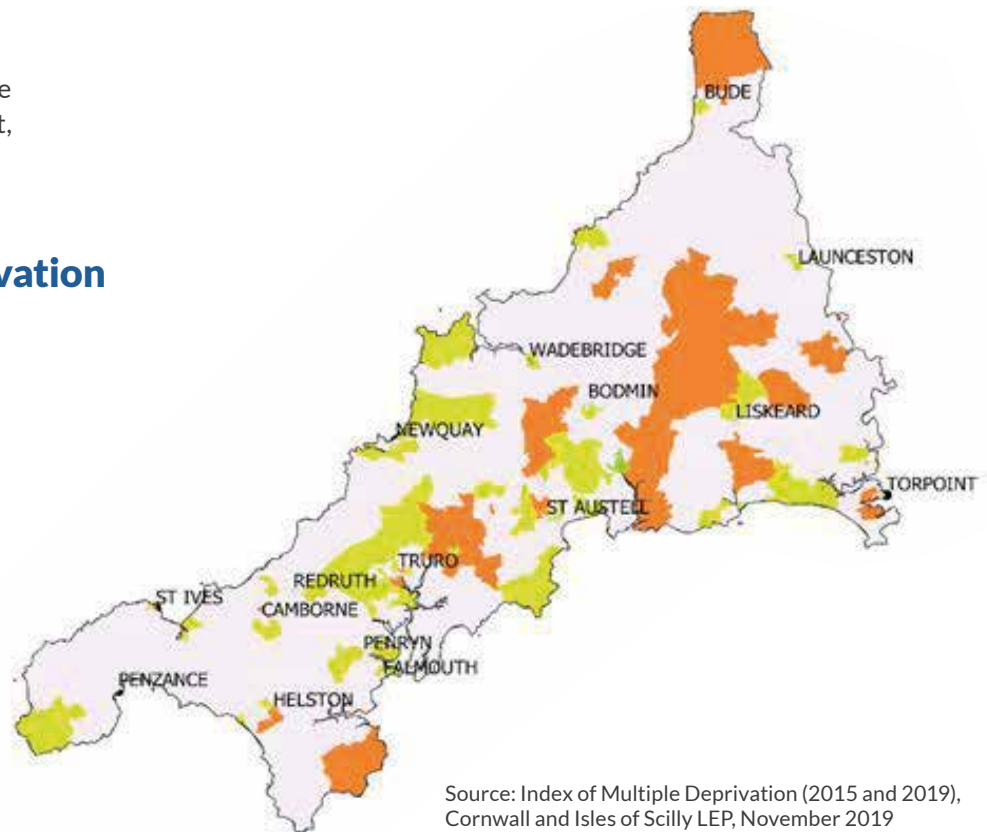 e
t,
vation
BUDE
LAUNCESTON
WADEBRIDGE
BODMIN
LISKEARD
NEWQUAY
TORPOINT
ST AUSTELL
TRURO
REDRUTH
ST IVES
CAMBORNE
PENRYN
FALMOUTH
PENZANCE
HELSTON
Source: Index of Multiple Deprivation (2015 and 2019),
Cornwall and Isles of Scilly LEP, November 2019